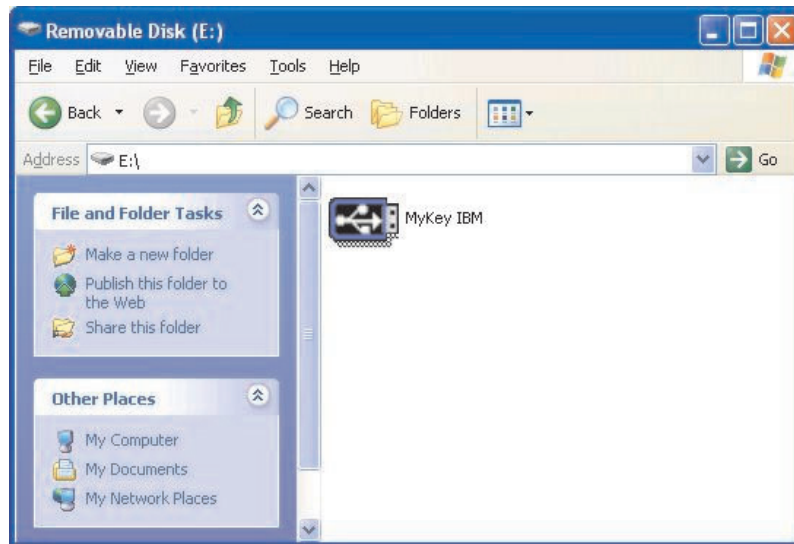 Removable Disk (E:)
File Edit View Favorites Tools Help
Back Search Folders
Address E:\ Go
File and Folder Tasks
Make a new folder
Publish this folder to
the Web
Share this folder
Other Places
My Computer
My Documents
My Network Places
MyKey IBM